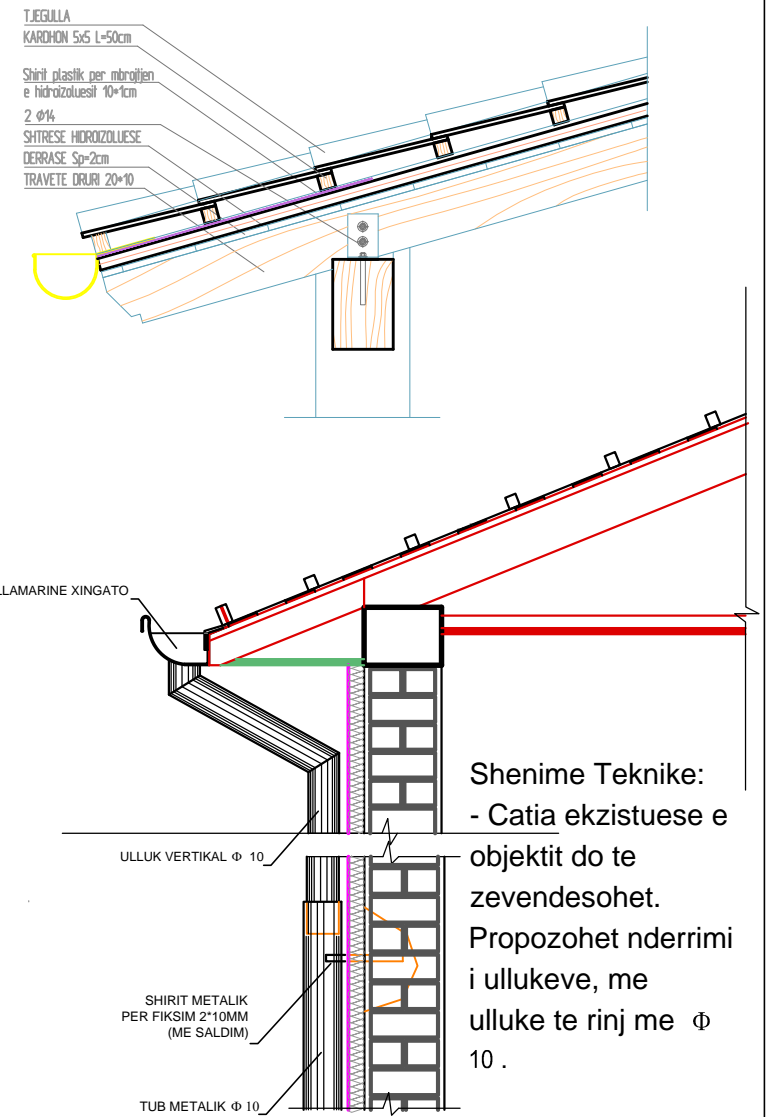 TJEGULLA
KARDHON 5x5 L=50cm
Shirit plastik per mbrojtjen
e hidroizoluesit 10*1cm
2 Φ14
SHTRESE HIDROIZOLUESE
DERRASE Sp=2cm
TRAVETE DRURI 20*10
LLAMARINE XINGATO
ULLUK VERTIKAL Φ 10
SHIRIT METALIK
PER FIKSIM 2*10MM
(ME SALDIM)
TUB METALIK Φ 10
Shenime Teknike:
- Catia ekzistuese e
objektit do te
zevendesohet.
Propozohet nderrimi
i ullukeve, me
ulluke te rinj me Φ
10 .